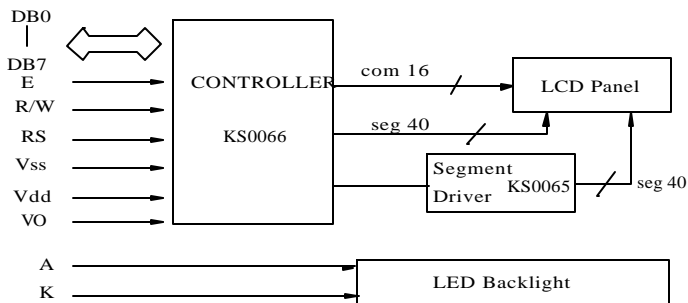 DB0
DB7
E
R/W
RS
Vss
Vdd
VO
CONTROLLER
KS0066
com 16
LCD Panel
seg 40
Segment
Driver
KS0065
seg 40
A
K
LED Backlight